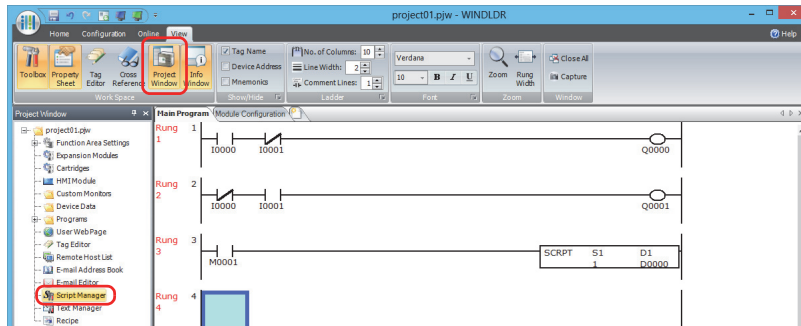 project01.pjw - WINDLDR
Home Configuration Online View Help
Tag Name No. of Columns: 10 Verdana Close All
Device Address Line Width: 2
Mnemonics Comment Lines: 1 10 B I U Capture
Toolbox Property Sheet Tag Editor Cross Reference Project Window Info Window Zoom Rung Width
Work Space Show/Hide Ladder Font Zoom Window
Project Window Main Program Module Configuration
project01.pjw
Function Area Settings
Expansion Modules
Cartridges
HMI Module
Custom Monitors
Device Data
Programs
User Web Page
Tag Editor
Remote Host List
E-mail Address Book
E-mail Editor
Script Manager
Text Manager
Recipe
Rung 1
1
I0000 I0001 Q0000
Rung 2
2
I0000 I0001 Q0001
Rung 3
3
SCRPT S1 D1
M0001 1 D0000
Rung 4
4